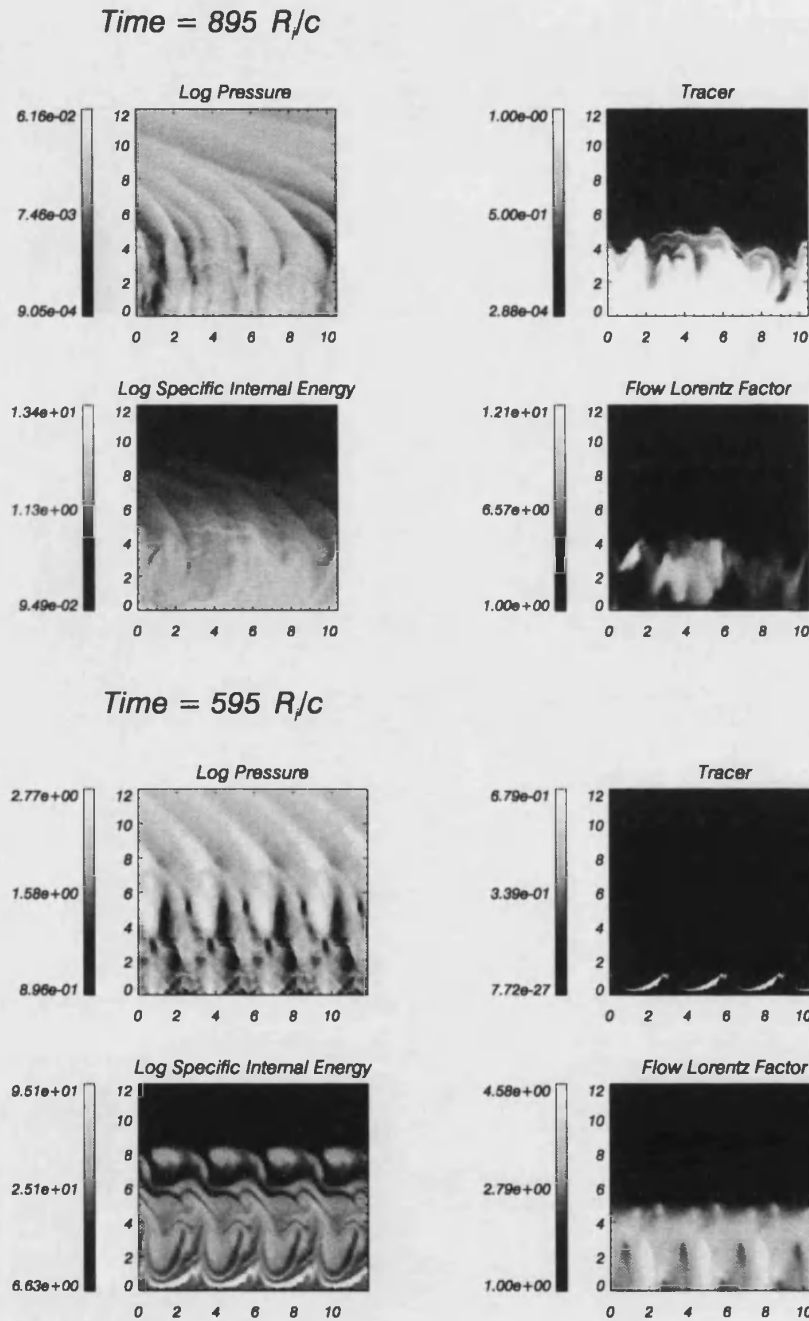 Time = 895 Rj/c
Log Pressure
6.16e-02
7.46e-03
9.05e-04
12
10
8
6
4
2
0
0 2 4 6 8 10
Tracer
1.00e-00
5.00e-01
2.88e-04
12
10
8
6
4
2
0
0 2 4 6 8 10
Log Specific Internal Energy
1.34e+01
1.13e+00
9.49e-02
12
10
8
6
4
2
0
0 2 4 6 8 10
Flow Lorentz Factor
1.21e+01
6.57e+00
1.00e+00
12
10
8
6
4
2
0
0 2 4 6 8 10
Time = 595 Rj/c
Log Pressure
2.77e+00
1.58e+00
8.96e-01
12
10
8
6
4
2
0
0 2 4 6 8 10
Tracer
6.79e-01
3.39e-01
7.72e-27
12
10
8
6
4
2
0
0 2 4 6 8 10
Log Specific Internal Energy
9.51e+01
2.51e+01
6.63e+00
12
10
8
6
4
2
0
0 2 4 6 8 10
Flow Lorentz Factor
4.58e+00
2.79e+00
1.00e+00
12
10
8
6
4
2
0
0 2 4 6 8 10